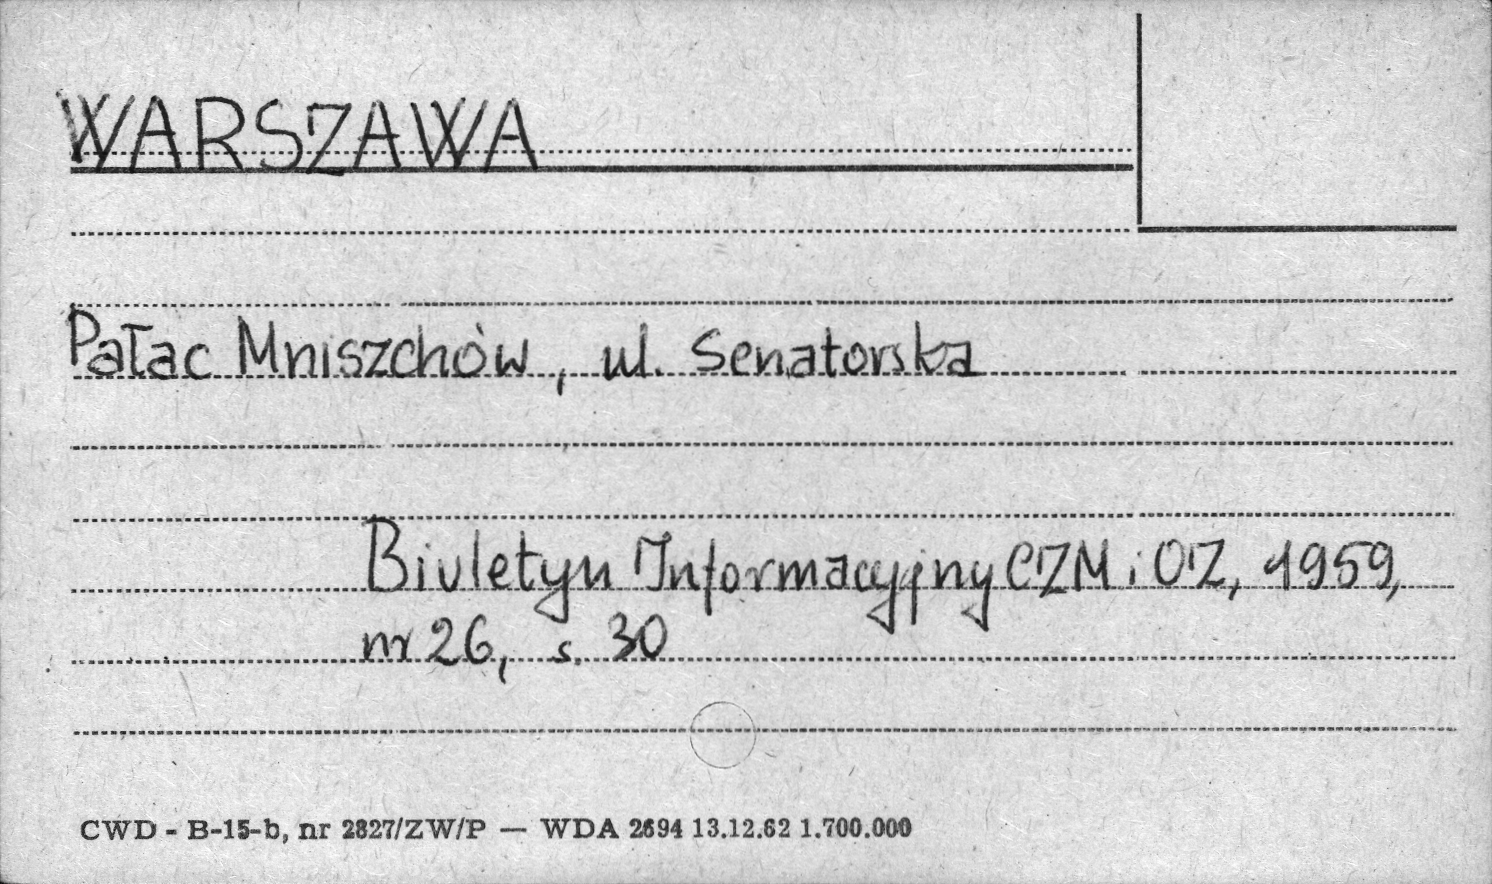 WARSZAWA
Pałac Mniszchów, ul. Senatorska
Biuletyn Informacyjny CZM i OZ, 1959,
nr 26, s. 30
CWD - B-15-b, nr 2827/ZW/P — WDA 2694 13.12.62 1.700.000